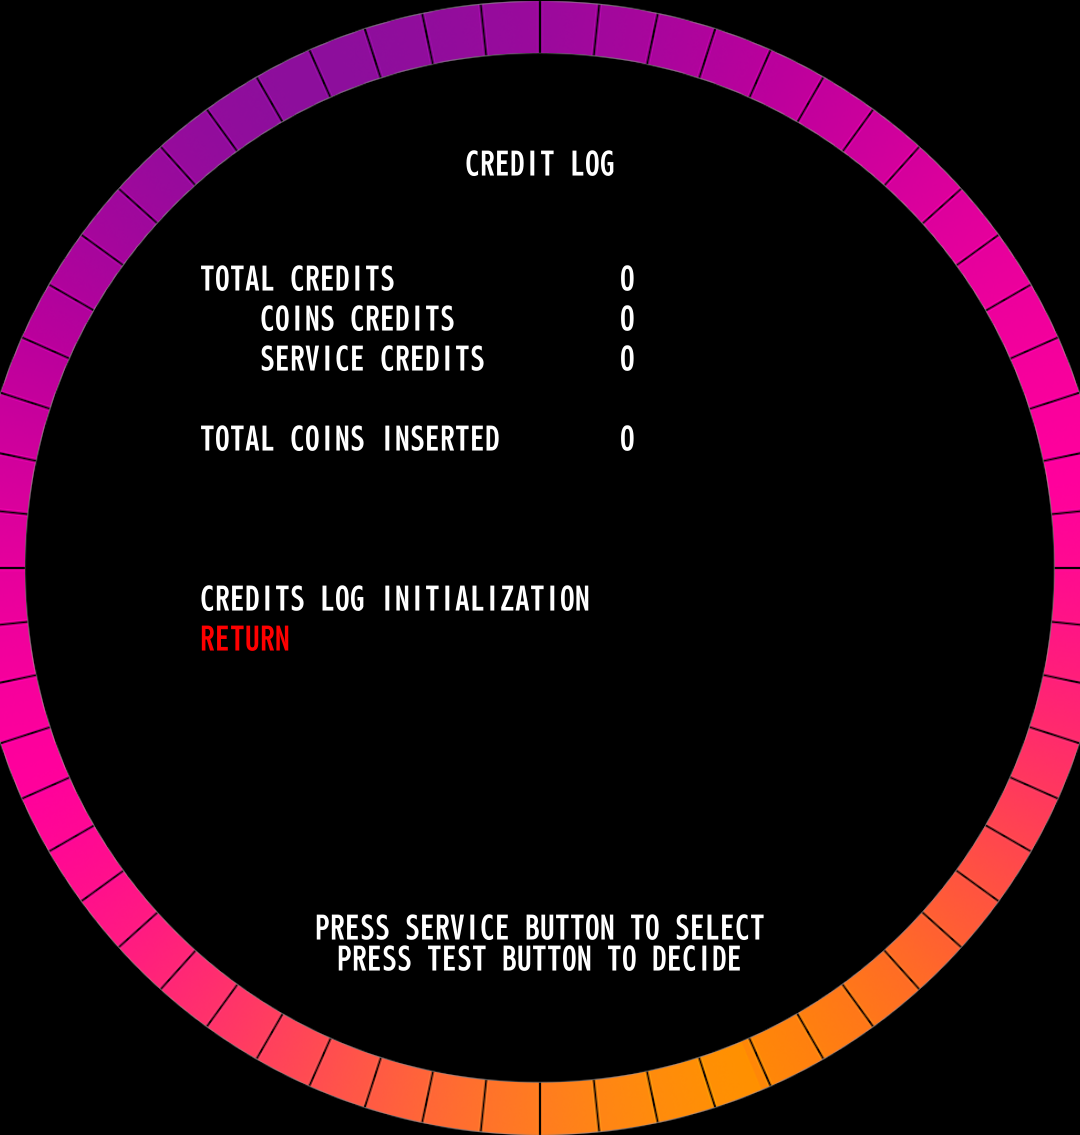 CREDIT LOG
TOTAL CREDITS 0
COINS CREDITS 0
SERVICE CREDITS 0
TOTAL COINS INSERTED 0
CREDITS LOG INITIALIZATION
RETURN
PRESS SERVICE BUTTON TO SELECT
PRESS TEST BUTTON TO DECIDE